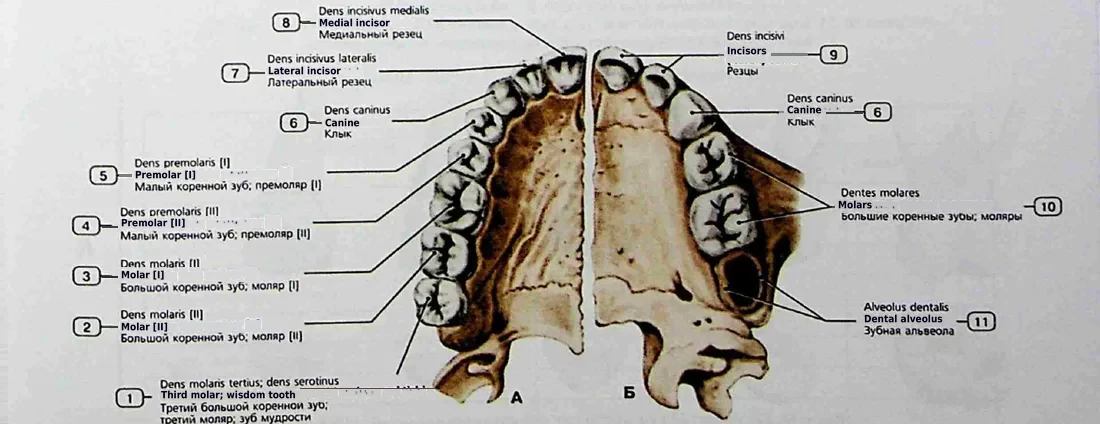 8
Dens incisivus medialis
Medial incisor
Медиальный резец
7
Dens incisivus lateralis
Lateral incisor
Латеральный резец
6
Dens caninus
Canine
Клык
5
Dens premolaris [I]
Premolar [I]
Малый коренной зуб; премоляр [I]
4
Dens premolaris [II]
Premolar [II]
Малый коренной зуб; премоляр [II]
3
Dens molaris [I]
Molar [I]
Большой коренной зуб; моляр [I]
2
Dens molaris [II]
Molar [II]
Большой коренной зуб; моляр [II]
1
Dens molaris tertius; dens serotinus
Third molar; wisdom tooth
Третий большой коренной зуб;
третий моляр; зуб мудрости
А
Б
Dens incisivi
Incisors
Резцы
9
Dens caninus
Canine
Клык
6
Dentes molares
Molars
Большие коренные зубы; моляры
10
Alveolus dentalis
Dental alveolus
Зубная альвеола
11